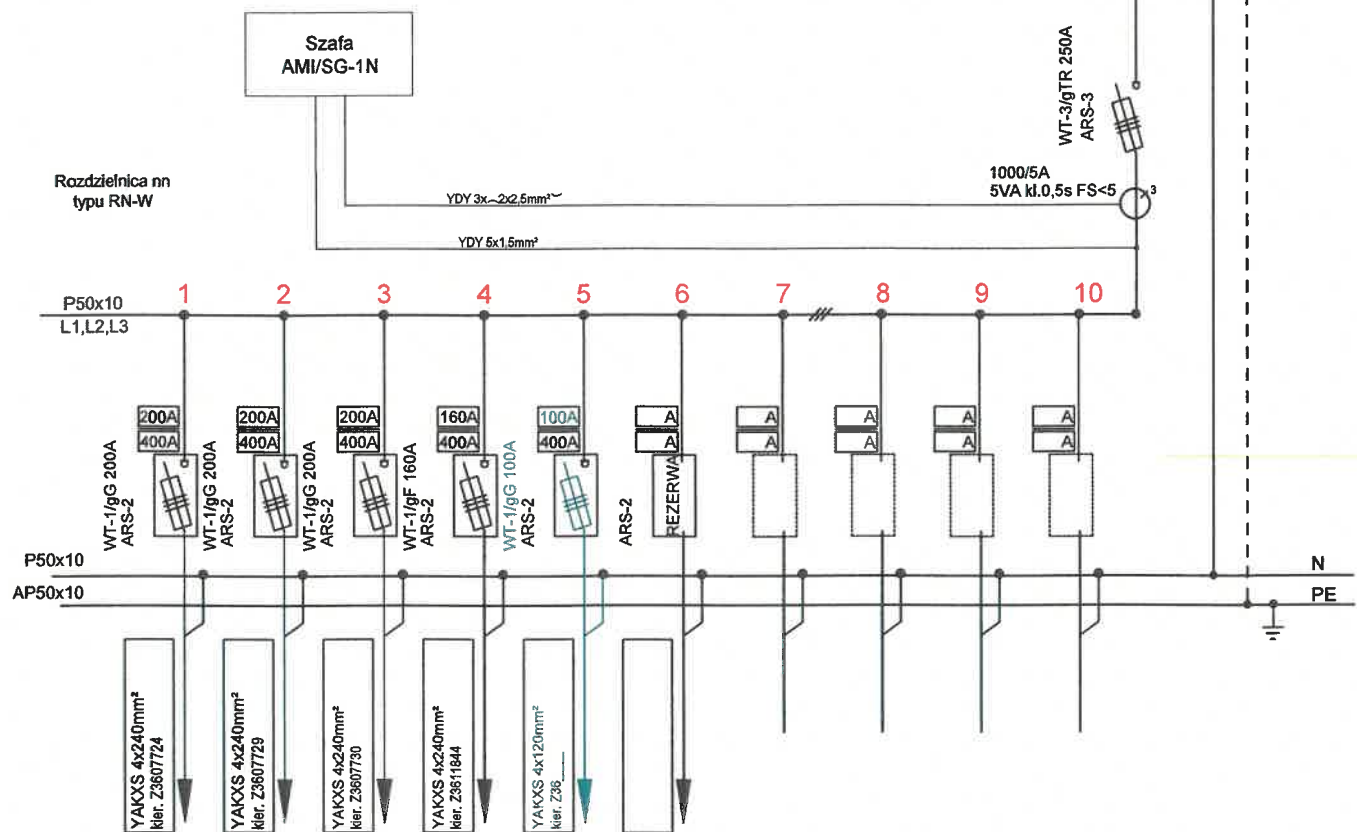 Szafa
AMI/SG-1N
WT-3/gTR 250A
ARS-3
1000/5A
5VA kl.0,5s FS<5
3
Rozdzielnica nn
typu RN-W
YDY 3x 2x2,5mm²
YDY 5x1,5mm²
P50x10
L1,L2,L3
1 2 3 4 5 6 7 8 9 10
200A 200A 200A 160A 100A A A A A A
400A 400A 400A 400A 400A A A A A A
WT-1/gG 200A
ARS-2
WT-1/gG 200A
ARS-2
WT-1/gG 200A
ARS-2
WT-1/gF 160A
ARS-2
WT-1/gG 100A
ARS-2
ARS-2
REZERWA
P50x10
N
AP50x10
PE
YAKXS 4x240mm²
kier. Z3607724
YAKXS 4x240mm²
kier. Z3607729
YAKXS 4x240mm²
kier. Z3607730
YAKXS 4x240mm²
kier. Z3611844
YAKXS 4x120mm²
kier. Z36